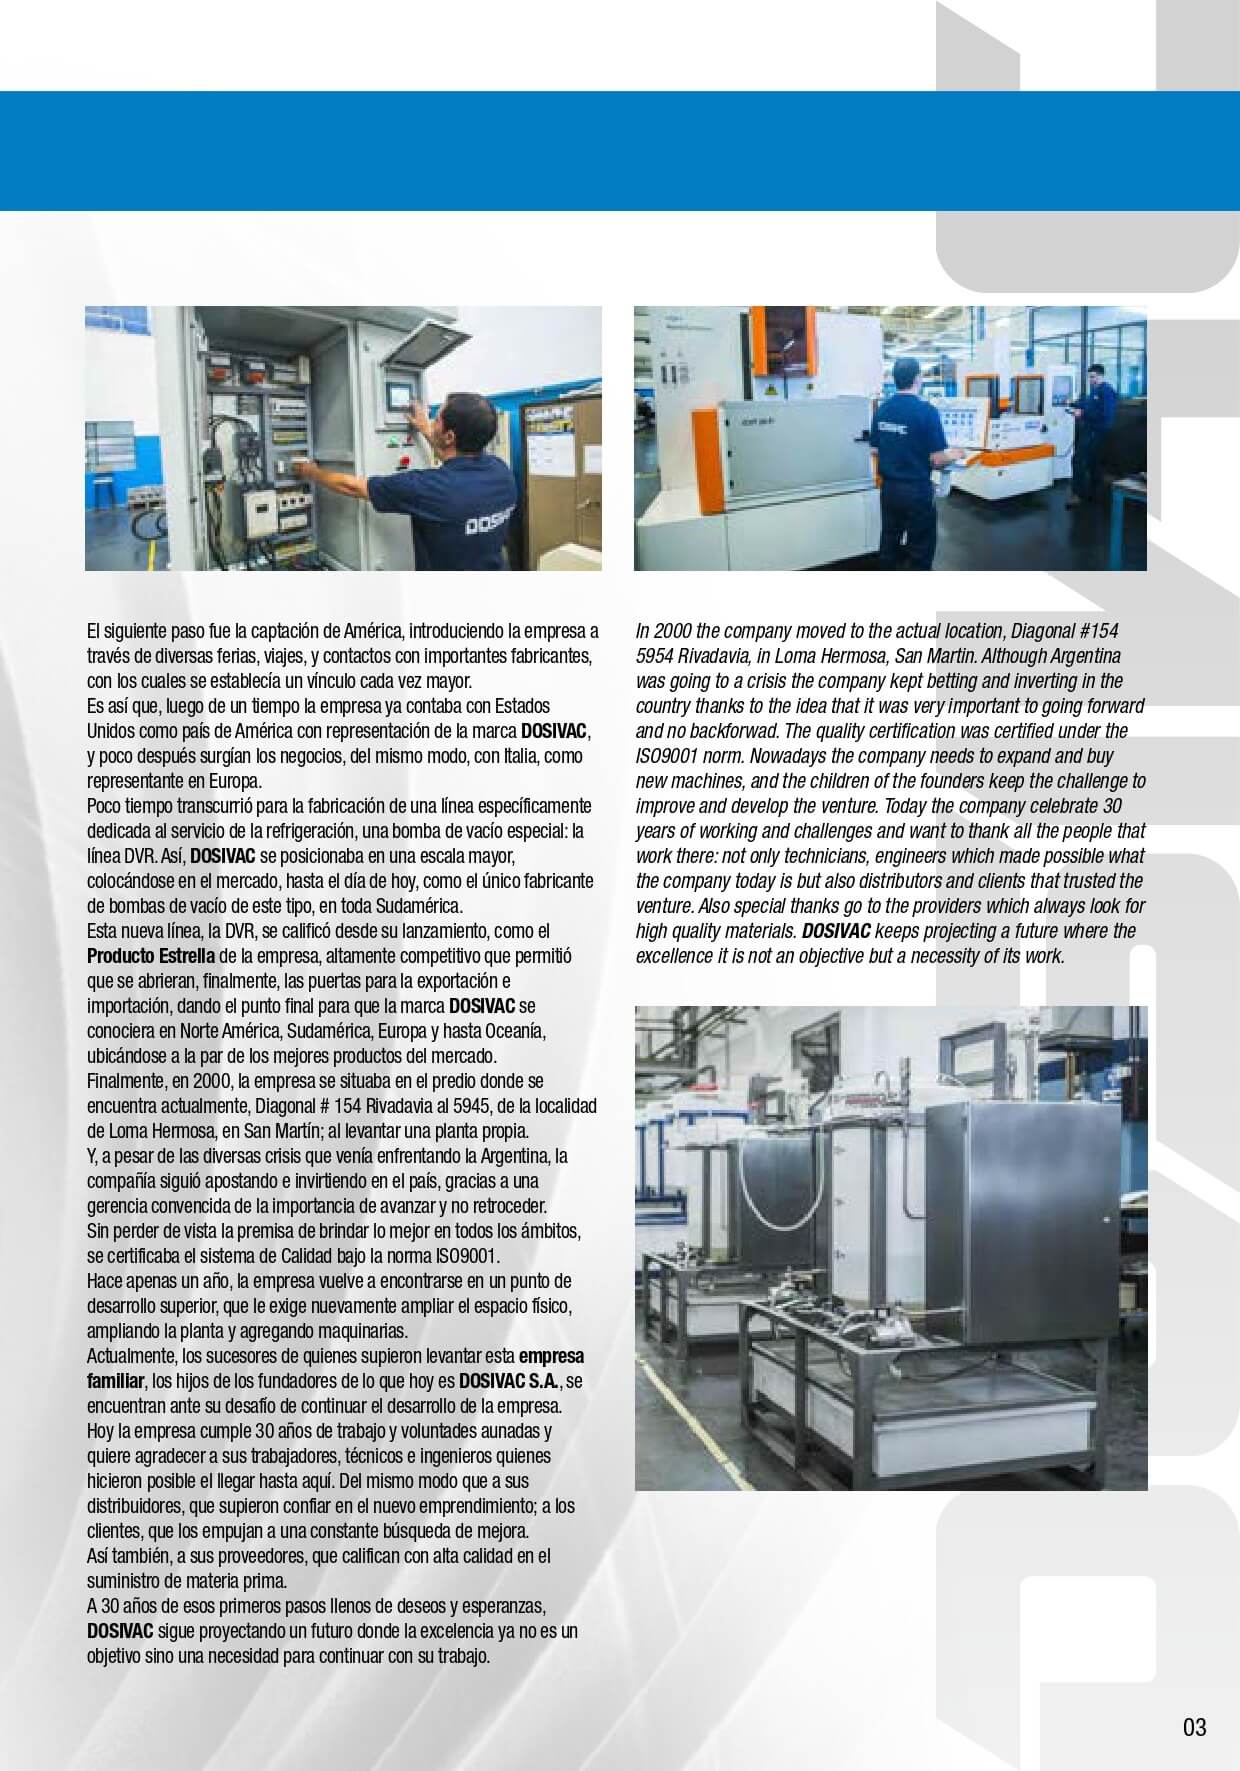 DOSIVAC
El siguiente paso fue la captación de América, introduciendo la empresa a
través de diversas ferias, viajes, y contactos con importantes fabricantes,
con los cuales se establecía un vínculo cada vez mayor.
Es así que, luego de un tiempo la empresa ya contaba con Estados
Unidos como país de América con representación de la marca DOSIVAC,
y poco después surgían los negocios, del mismo modo, con Italia, como
representante en Europa.
Poco tiempo transcurrió para la fabricación de una línea específicamente
dedicada al servicio de la refrigeración, una bomba de vacío especial: la
línea DVR. Así, DOSIVAC se posicionaba en una escala mayor,
colocándose en el mercado, hasta el día de hoy, como el único fabricante
de bombas de vacío de este tipo, en toda Sudamérica.
Esta nueva línea, la DVR, se calificó desde su lanzamiento, como el
Producto Estrella de la empresa, altamente competitivo que permitió
que se abrieran, finalmente, las puertas para la exportación e
importación, dando el punto final para que la marca DOSIVAC se
conociera en Norte América, Sudamérica, Europa y hasta Oceanía,
ubicándose a la par de los mejores productos del mercado.
Finalmente, en 2000, la empresa se situaba en el predio donde se
encuentra actualmente, Diagonal # 154 Rivadavia al 5945, de la localidad
de Loma Hermosa, en San Martín; al levantar una planta propia.
Y, a pesar de las diversas crisis que venía enfrentando la Argentina, la
compañía siguió apostando e invirtiendo en el país, gracias a una
gerencia convencida de la importancia de avanzar y no retroceder.
Sin perder de vista la premisa de brindar lo mejor en todos los ámbitos,
se certificaba el sistema de Calidad bajo la norma ISO9001.
Hace apenas un año, la empresa vuelve a encontrarse en un punto de
desarrollo superior, que le exige nuevamente ampliar el espacio físico,
ampliando la planta y agregando maquinarias.
Actualmente, los sucesores de quienes supieron levantar esta empresa
familiar, los hijos de los fundadores de lo que hoy es DOSIVAC S.A., se
encuentran ante su desafío de continuar el desarrollo de la empresa.
Hoy la empresa cumple 30 años de trabajo y voluntades aunadas y
quiere agradecer a sus trabajadores, técnicos e ingenieros quienes
hicieron posible el llegar hasta aquí. Del mismo modo que a sus
distribuidores, que supieron confiar en el nuevo emprendimiento; a los
clientes, que los empujan a una constante búsqueda de mejora.
Así también, a sus proveedores, que califican con alta calidad en el
suministro de materia prima.
A 30 años de esos primeros pasos llenos de deseos y esperanzas,
DOSIVAC sigue proyectando un futuro donde la excelencia ya no es un
objetivo sino una necesidad para continuar con su trabajo.
In 2000 the company moved to the actual location, Diagonal #154
5954 Rivadavia, in Loma Hermosa, San Martin. Although Argentina
was going to a crisis the company kept betting and inverting in the
country thanks to the idea that it was very important to going forward
and no backforwad. The quality certification was certified under the
ISO9001 norm. Nowadays the company needs to expand and buy
new machines, and the children of the founders keep the challenge to
improve and develop the venture. Today the company celebrate 30
years of working and challenges and want to thank all the people that
work there: not only technicians, engineers which made possible what
the company today is but also distributors and clients that trusted the
venture. Also special thanks go to the providers which always look for
high quality materials. DOSIVAC keeps projecting a future where the
excellence it is not an objective but a necessity of its work.
03